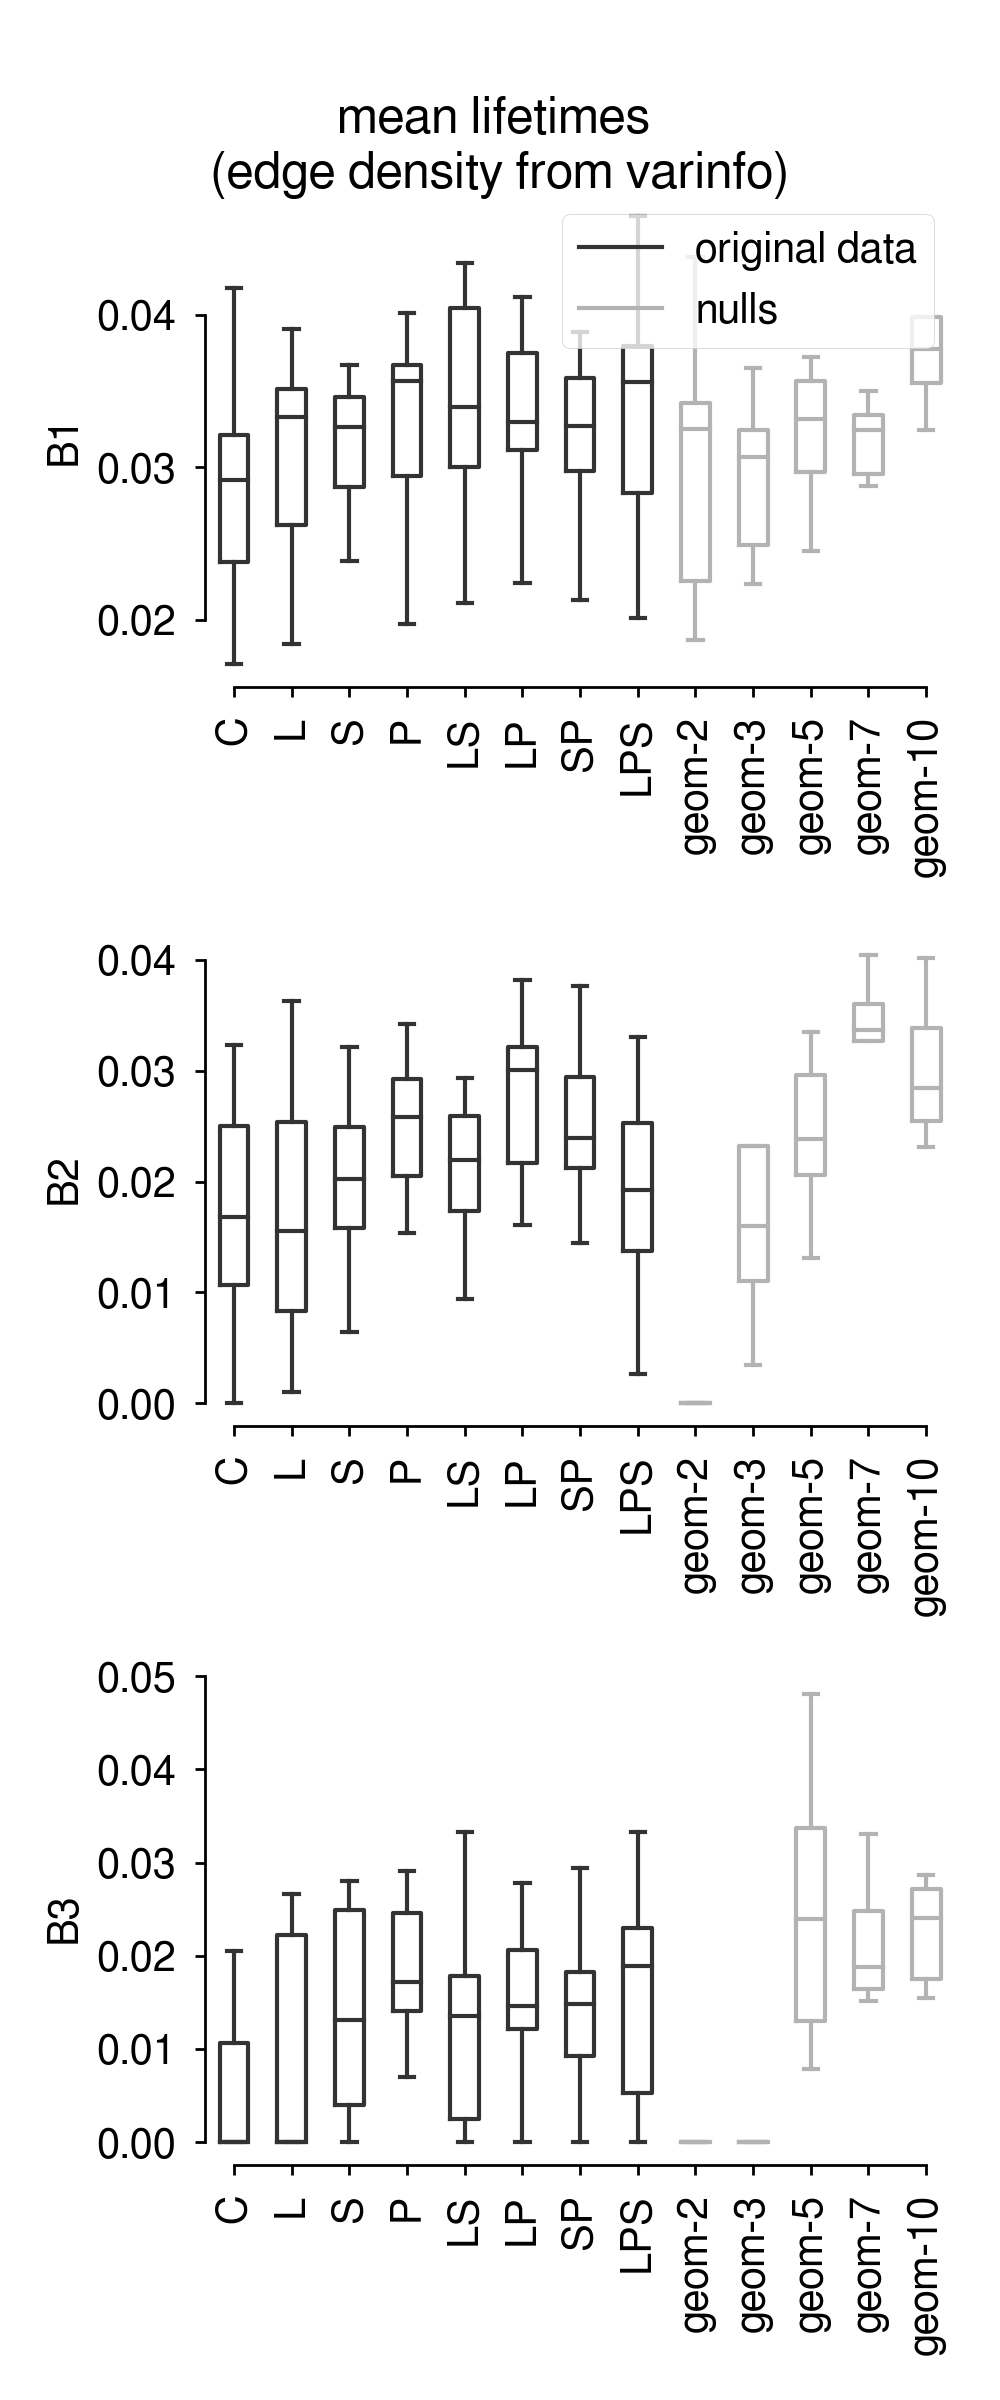 mean lifetimes
(edge density from varinfo)
original data
nulls
B1
0.04
0.03
0.02
C
L
S
P
LS
LP
SP
LPS
geom-2
geom-3
geom-5
geom-7
geom-10
B2
0.04
0.03
0.02
0.01
0.00
C
L
S
P
LS
LP
SP
LPS
geom-2
geom-3
geom-5
geom-7
geom-10
B3
0.05
0.04
0.03
0.02
0.01
0.00
C
L
S
P
LS
LP
SP
LPS
geom-2
geom-3
geom-5
geom-7
geom-10